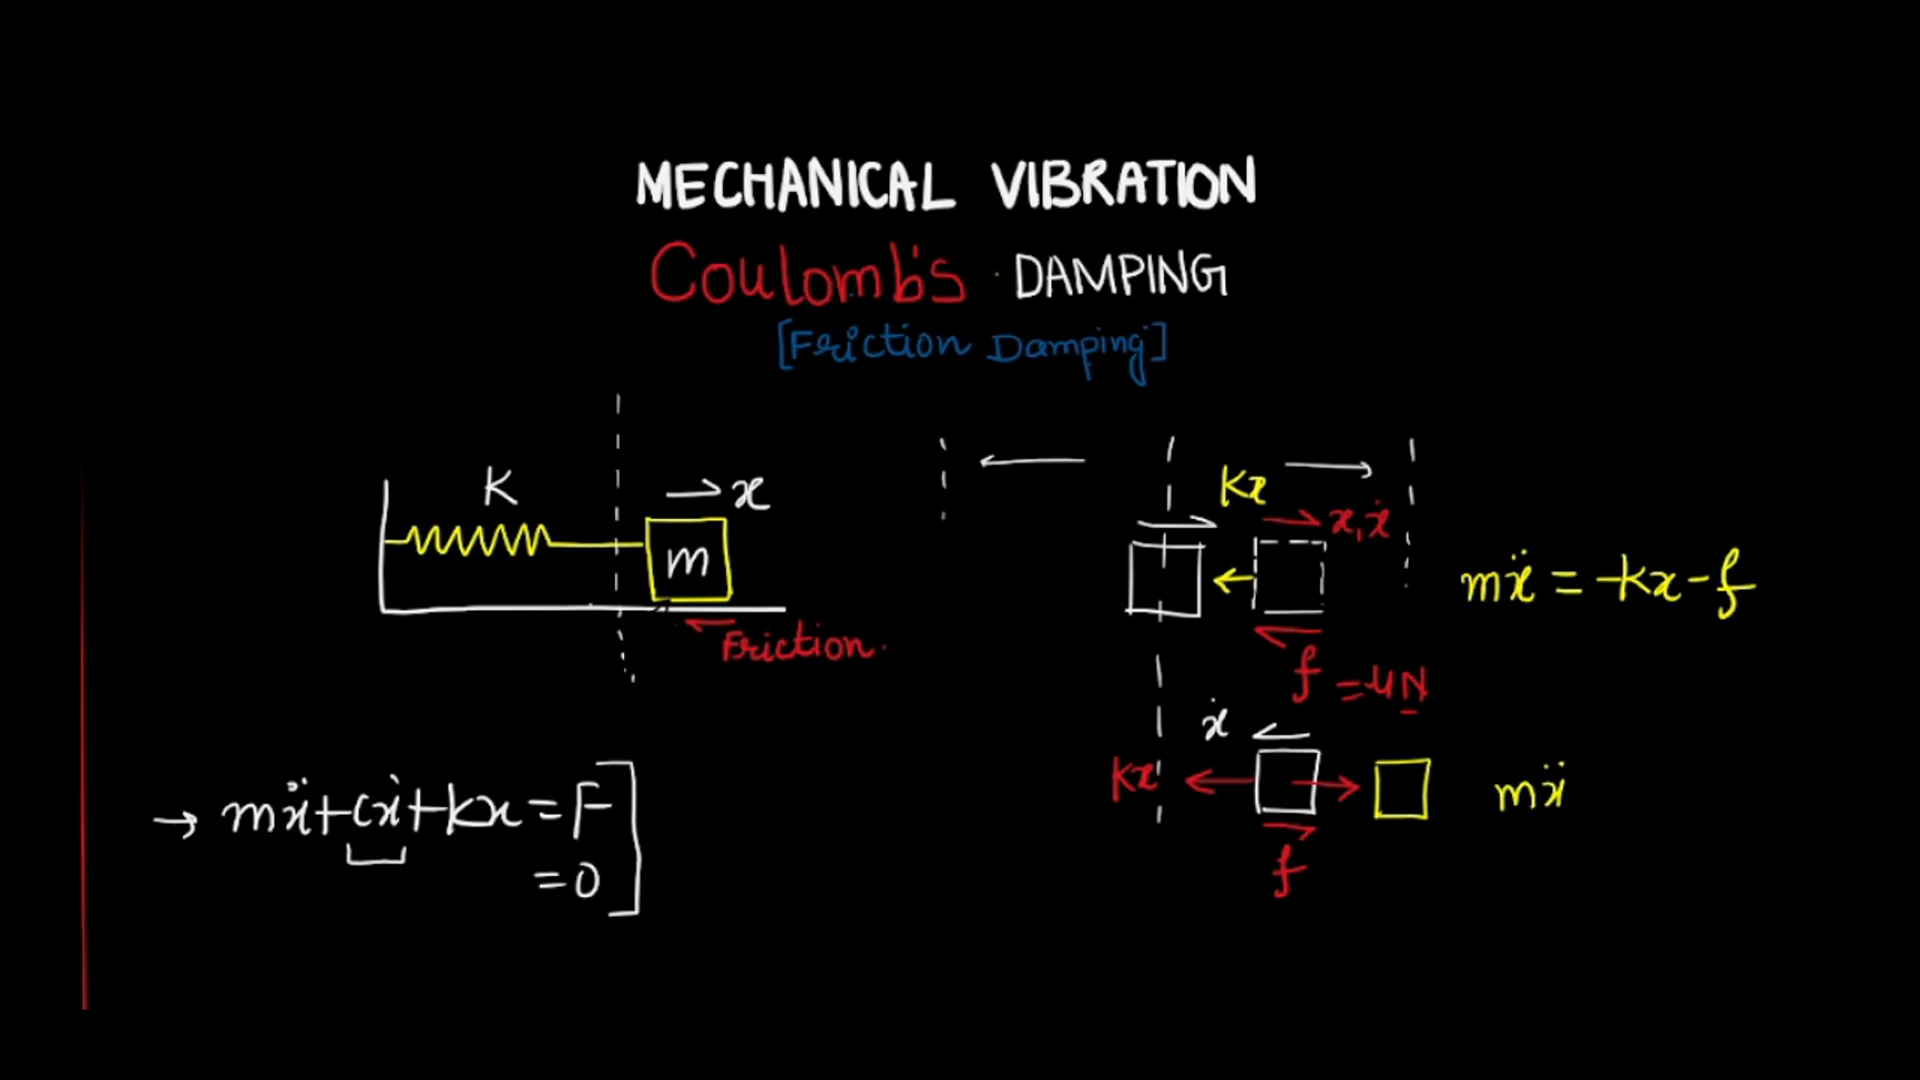 MECHANICAL VIBRATION
Coulomb's DAMPING
[Friction Damping]
K
x
m
Friction
→ mẍ+cẋ+kx = F
=0
kx
x,ẋ
f =μN
mẍ = -kx-f
ẋ
kx
f
mẍ